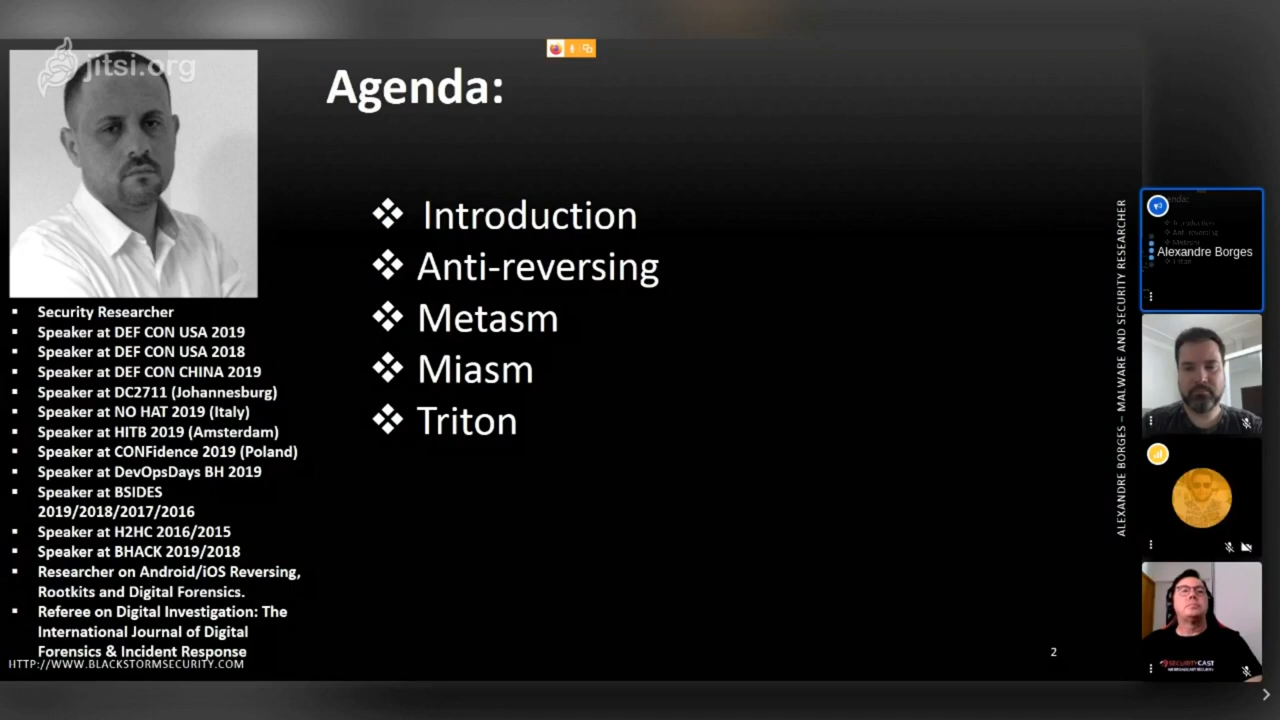 jitsi.org
Agenda:
❖ Introduction
❖ Anti-reversing
❖ Metasm
❖ Miasm
❖ Triton
▪ Security Researcher
▪ Speaker at DEF CON USA 2019
▪ Speaker at DEF CON USA 2018
▪ Speaker at DEF CON CHINA 2019
▪ Speaker at DC2711 (Johannesburg)
▪ Speaker at NO HAT 2019 (Italy)
▪ Speaker at HITB 2019 (Amsterdam)
▪ Speaker at CONFidence 2019 (Poland)
▪ Speaker at DevOpsDays BH 2019
▪ Speaker at BSIDES
2019/2018/2017/2016
▪ Speaker at H2HC 2016/2015
▪ Speaker at BHACK 2019/2018
▪ Researcher on Android/iOS Reversing,
Rootkits and Digital Forensics.
▪ Referee on Digital Investigation: The
International Journal of Digital
Forensics & Incident Response
HTTP://WWW.BLACKSTORMSECURITY.COM
2
ALEXANDRE BORGES – MALWARE AND SECURITY RESEARCHER
Alexandre Borges
SECURITYCAST